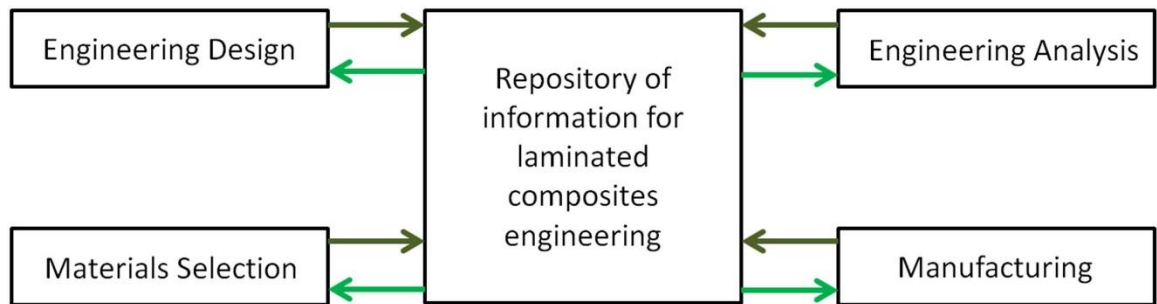 Engineering Design
Repository of
information for
laminated
composites
engineering
Engineering Analysis
Materials Selection
Manufacturing